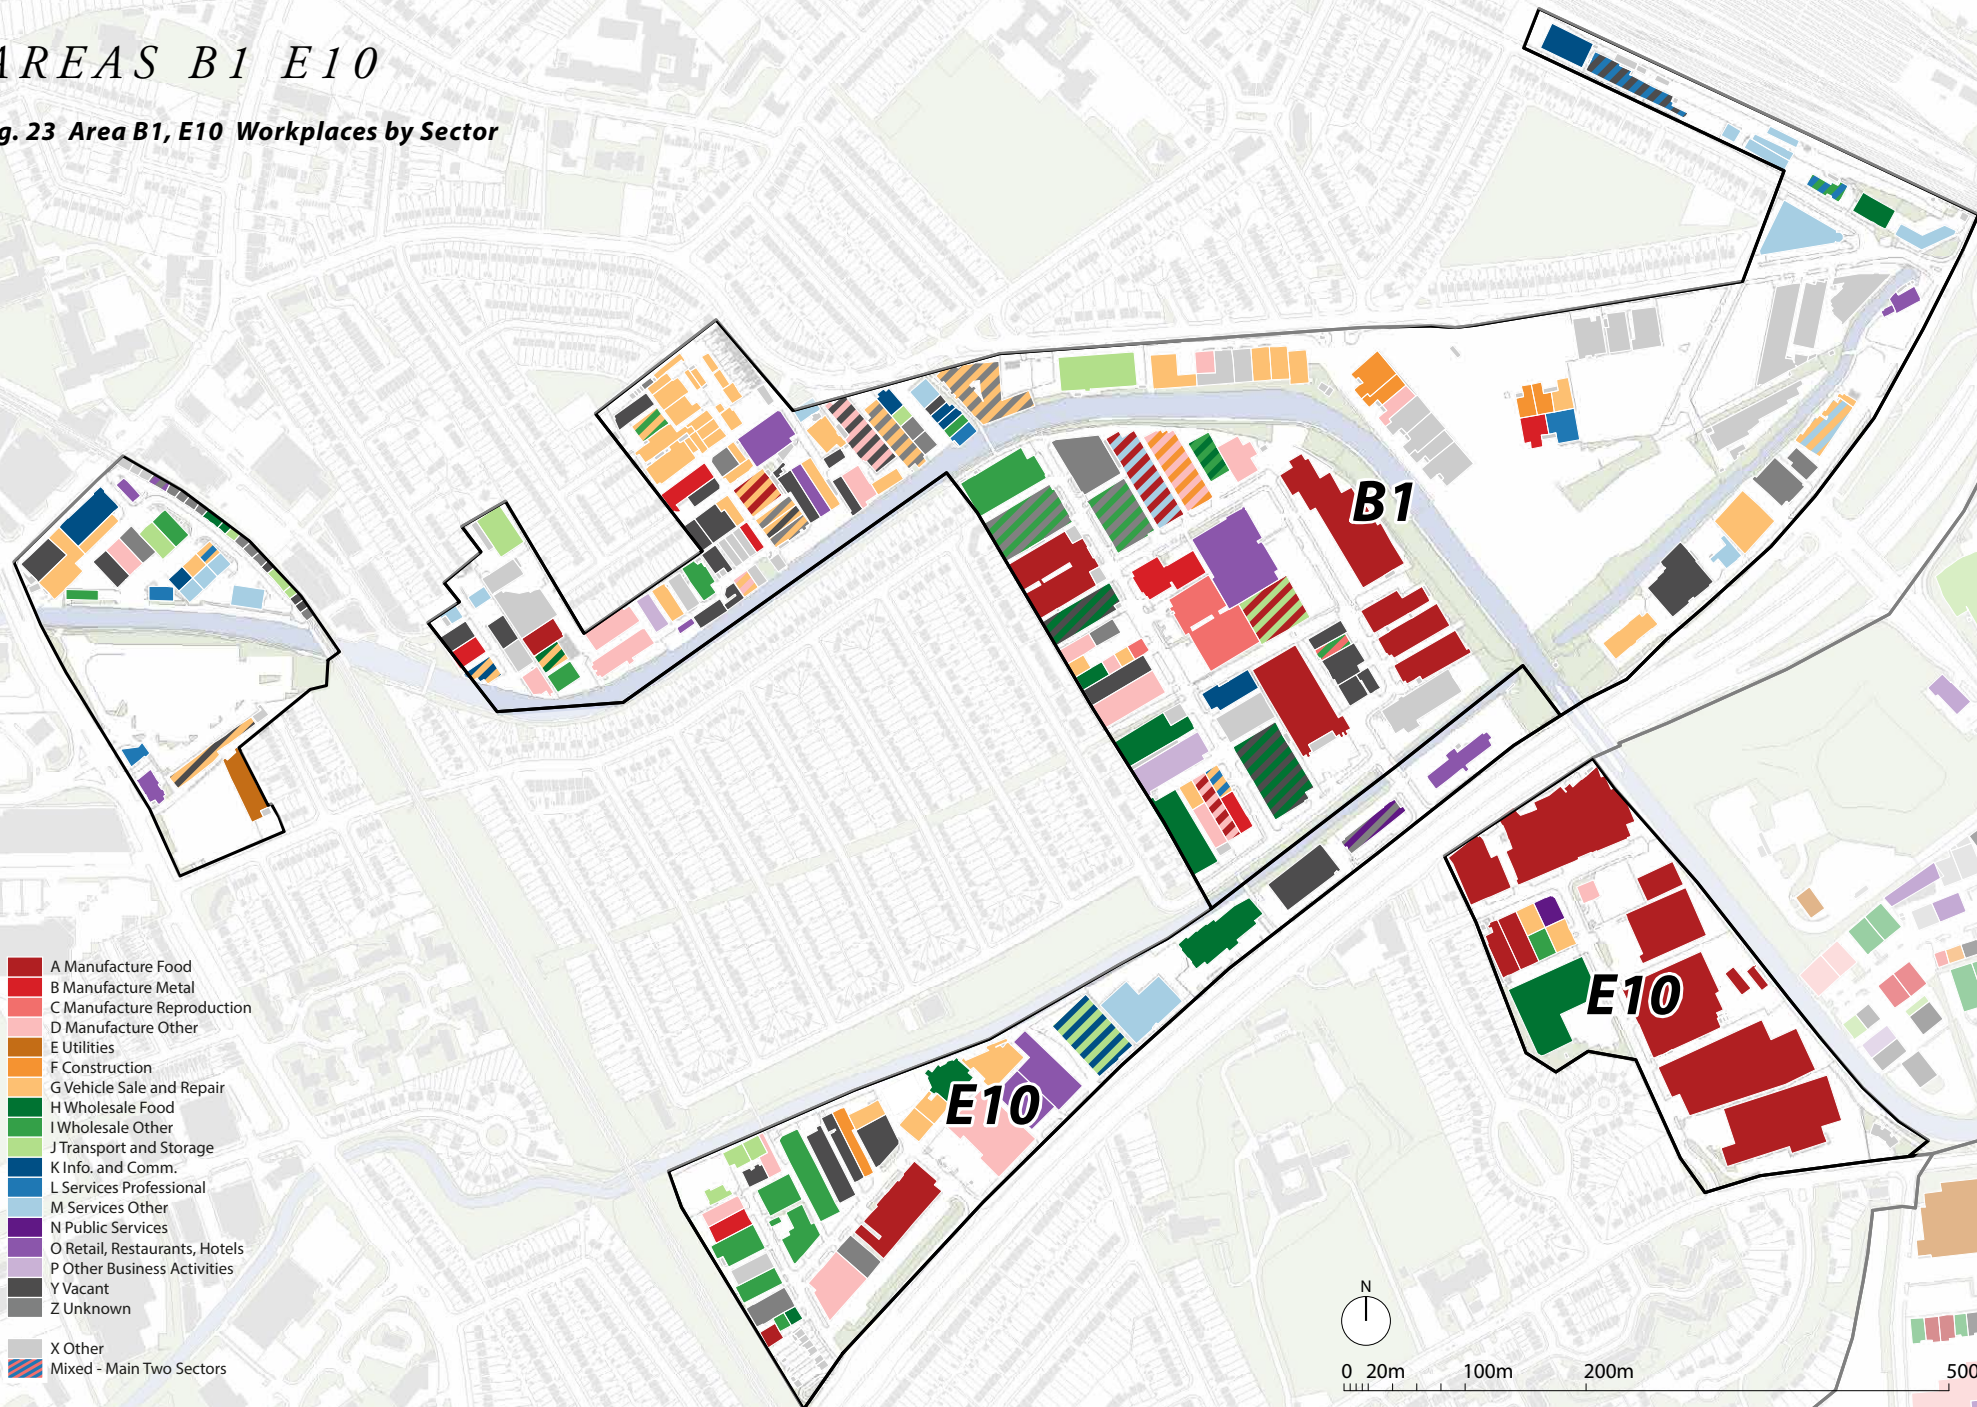 AREAS B1 E10
g. 23 Area B1, E10 Workplaces by Sector
B1
E10
E10
A Manufacture Food
B Manufacture Metal
C Manufacture Reproduction
D Manufacture Other
E Utilities
F Construction
G Vehicle Sale and Repair
H Wholesale Food
I Wholesale Other
J Transport and Storage
K Info. and Comm.
L Services Professional
M Services Other
N Public Services
O Retail, Restaurants, Hotels
P Other Business Activities
Y Vacant
Z Unknown
X Other
Mixed - Main Two Sectors
N
0 20m 100m 200m 500